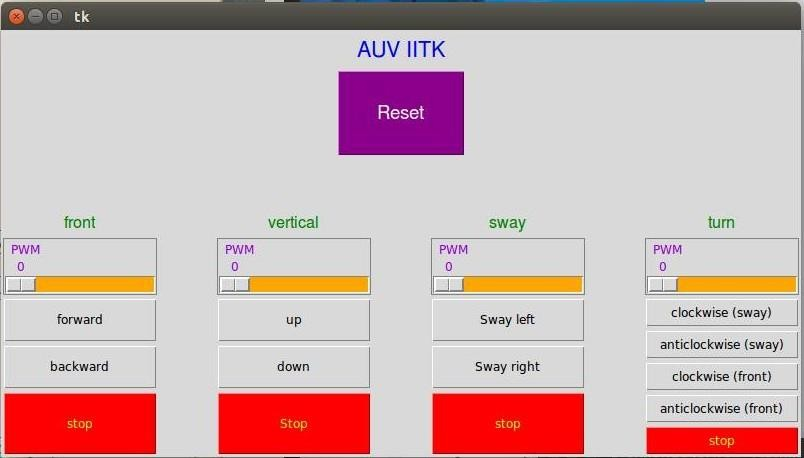 tk
AUV IITK
Reset
front
vertical
sway
turn
PWM
PWM
PWM
PWM
0
0
0
0
forward
up
Sway left
clockwise (sway)
anticlockwise (sway)
backward
down
Sway right
clockwise (front)
anticlockwise (front)
stop
Stop
stop
stop